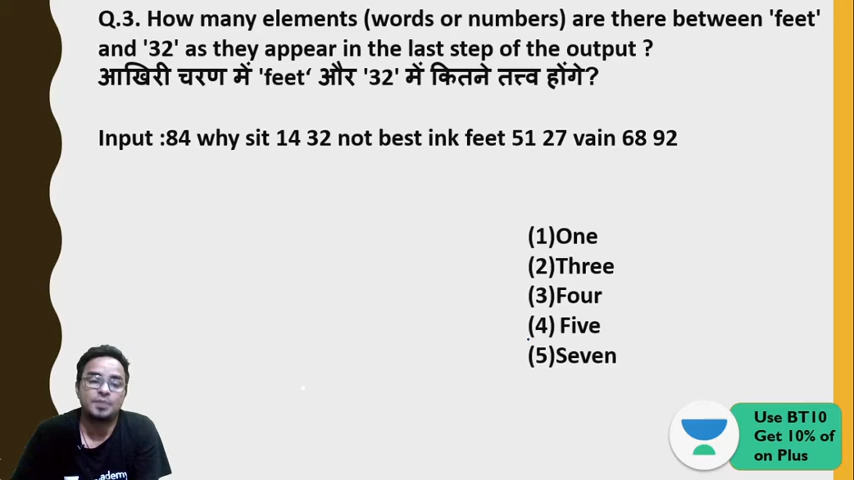 Q.3. How many elements (words or numbers) are there between 'feet'
and '32' as they appear in the last step of the output ?
आखिरी चरण में 'feet‘ और '32' में कितने तत्त्व होंगे?
Input :84 why sit 14 32 not best ink feet 51 27 vain 68 92
(1)One
(2)Three
(3)Four
(4) Five
(5)Seven
Use BT10
Get 10% of
on Plus